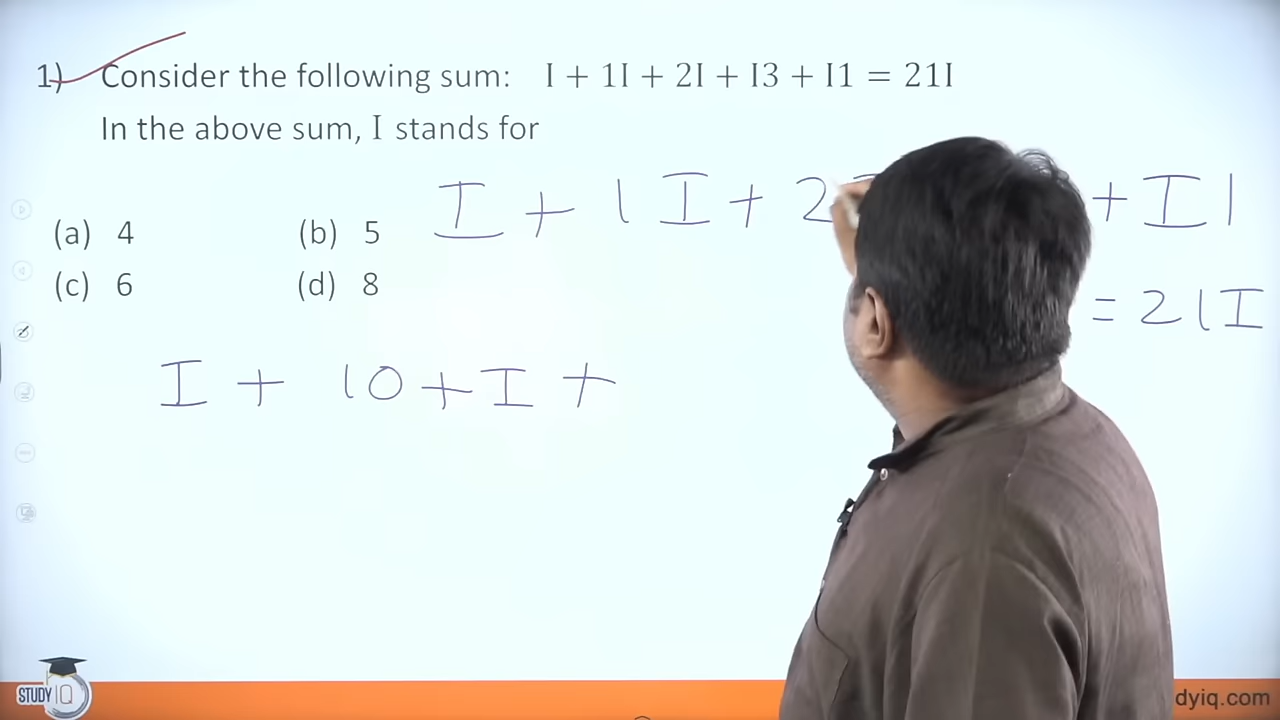 1) Consider the following sum: I + 1I + 2I + I3 + I1 = 21I
In the above sum, I stands for
I + 1I + 2 + I1
(a) 4 (b) 5
(c) 6 (d) 8
= 21I
I + 10 + I +
STUDY IQ
dyiq.com